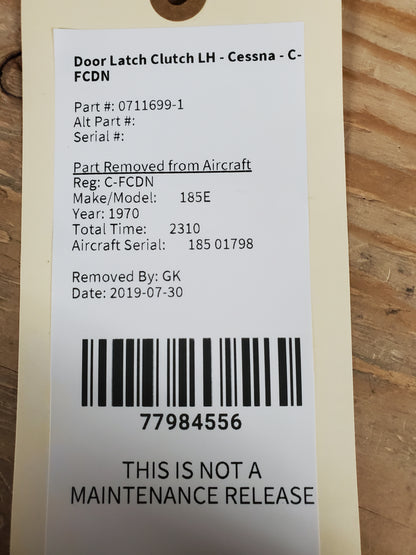 Door Latch Clutch LH - Cessna - C-
FCDN
Part #: 0711699-1
Alt Part #:
Serial #:
Part Removed from Aircraft
Reg: C-FCDN
Make/Model: 185E
Year: 1970
Total Time: 2310
Aircraft Serial: 185 01798
Removed By: GK
Date: 2019-07-30
77984556
THIS IS NOT A
MAINTENANCE RELEASE